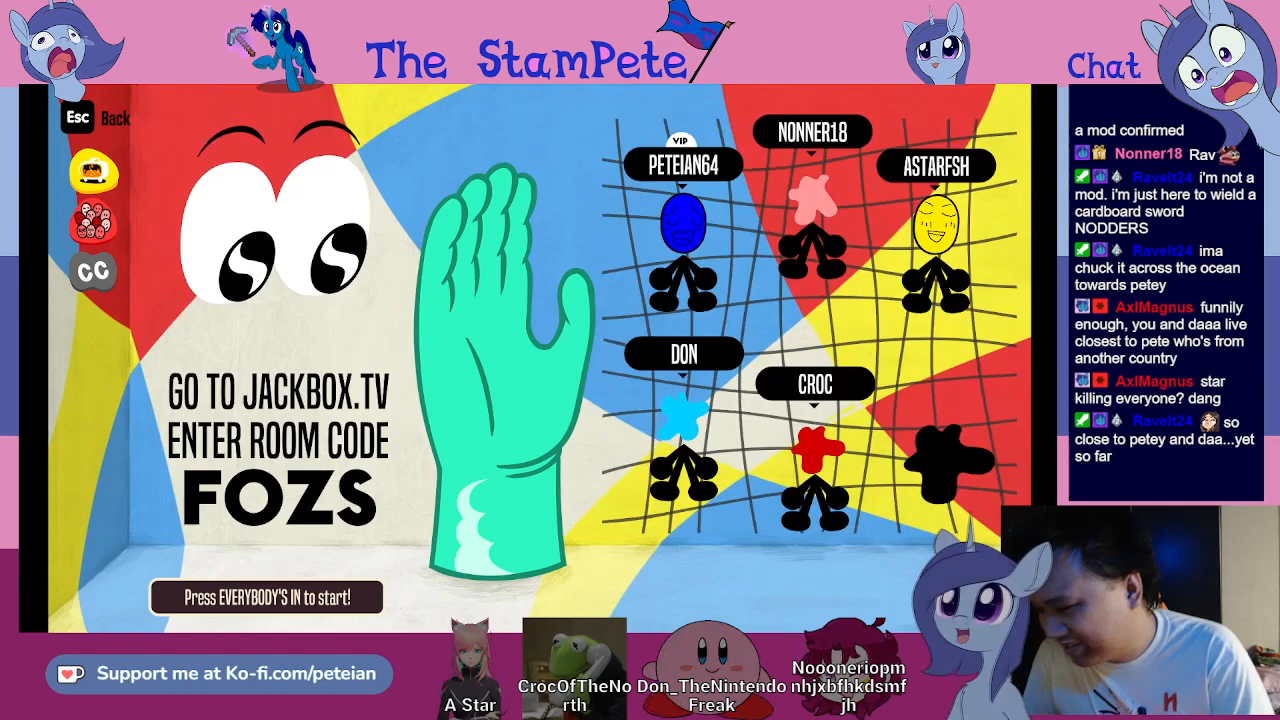 The StamPete
Chat
Esc Back
CC
GO TO JACKBOX.TV
ENTER ROOM CODE
FOZS
Press EVERYBODY'S IN to start!
VIP
PETEIAN64
NONNER18
ASTARFSH
DON
CROC
a mod confirmed
Nonner18 Rav
Ravelt24 i'm not a
mod. i'm just here to wield a
cardboard sword
NODDERS
Ravelt24 ima
chuck it across the ocean
towards petey
AxlMagnus funnily
enough, you and daaa live
closest to pete who's from
another country
AxlMagnus star
killing everyone? dang
Ravelt24 so
close to petey and daa...yet
so far
Support me at Ko-fi.com/peteian
A Star
CrocOfTheNo
rth
Don_TheNintendo
Freak
Noooneriopm
nhjxbfhkdsmf
jh